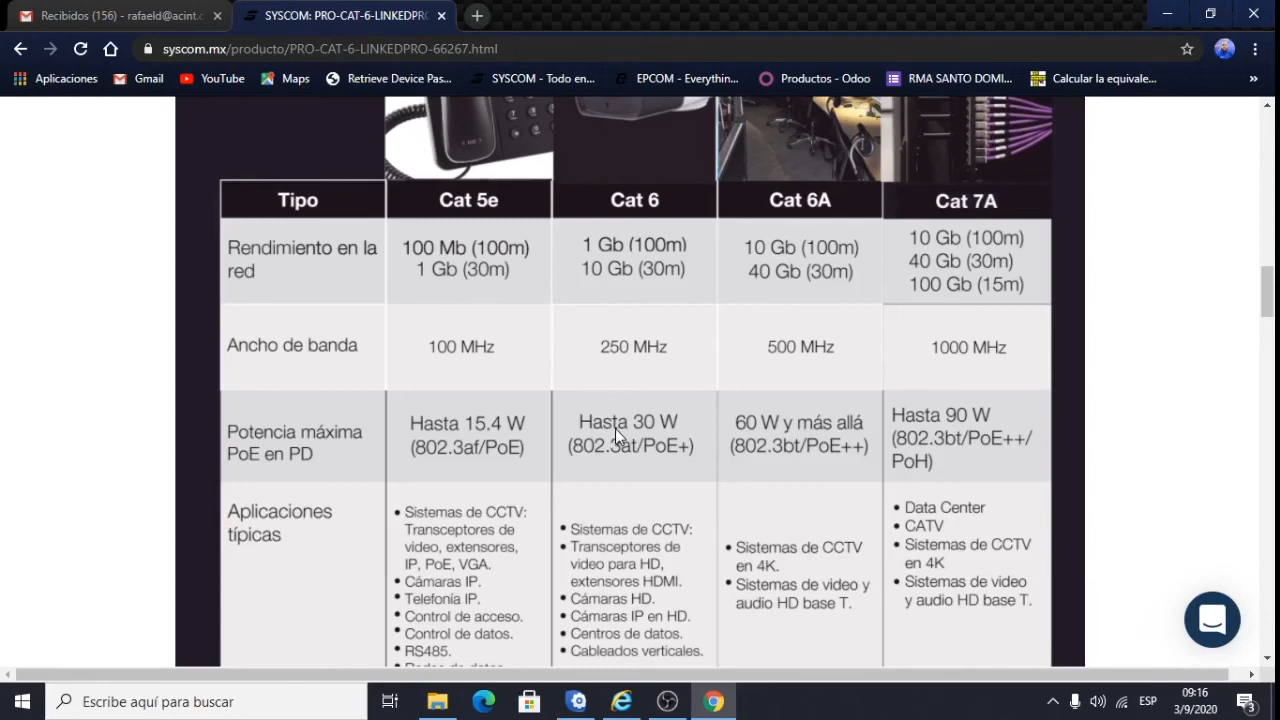 Recibidos (156) - rafaeld@acint.c
SYSCOM: PRO-CAT-6-LINKEDPRO
syscom.mx/producto/PRO-CAT-6-LINKEDPRO-66267.html
Aplicaciones
Gmail
YouTube
Maps
Retrieve Device Pas...
SYSCOM - Todo en...
EPCOM - Everythin...
Productos - Odoo
RMA SANTO DOMI...
Calcular la equivale...
»
Tipo
Cat 5e
Cat 6
Cat 6A
Cat 7A
Rendimiento en la
red
100 Mb (100m)
1 Gb (30m)
1 Gb (100m)
10 Gb (30m)
10 Gb (100m)
40 Gb (30m)
10 Gb (100m)
40 Gb (30m)
100 Gb (15m)
Ancho de banda
100 MHz
250 MHz
500 MHz
1000 MHz
Potencia máxima
PoE en PD
Hasta 15.4 W
(802.3af/PoE)
Hasta 30 W
(802.3at/PoE+)
60 W y más allá
(802.3bt/PoE++)
Hasta 90 W
(802.3bt/PoE++/
PoH)
Aplicaciones
típicas
• Sistemas de CCTV:
Transceptores de
video, extensores,
IP, PoE, VGA.
• Cámaras IP.
• Telefonía IP.
• Control de acceso.
• Control de datos.
• RS485.
• Redes de datos
• Sistemas de CCTV:
• Transceptores de
video para HD,
extensores HDMI.
• Cámaras HD.
• Cámaras IP en HD.
• Centros de datos.
• Cableados verticales.
• Sistemas de CCTV
en 4K.
• Sistemas de video y
audio HD base T.
• Data Center
• CATV
• Sistemas de CCTV
en 4K
• Sistemas de video
y audio HD base T.
Escribe aquí para buscar
ESP
09:16
3/9/2020
3